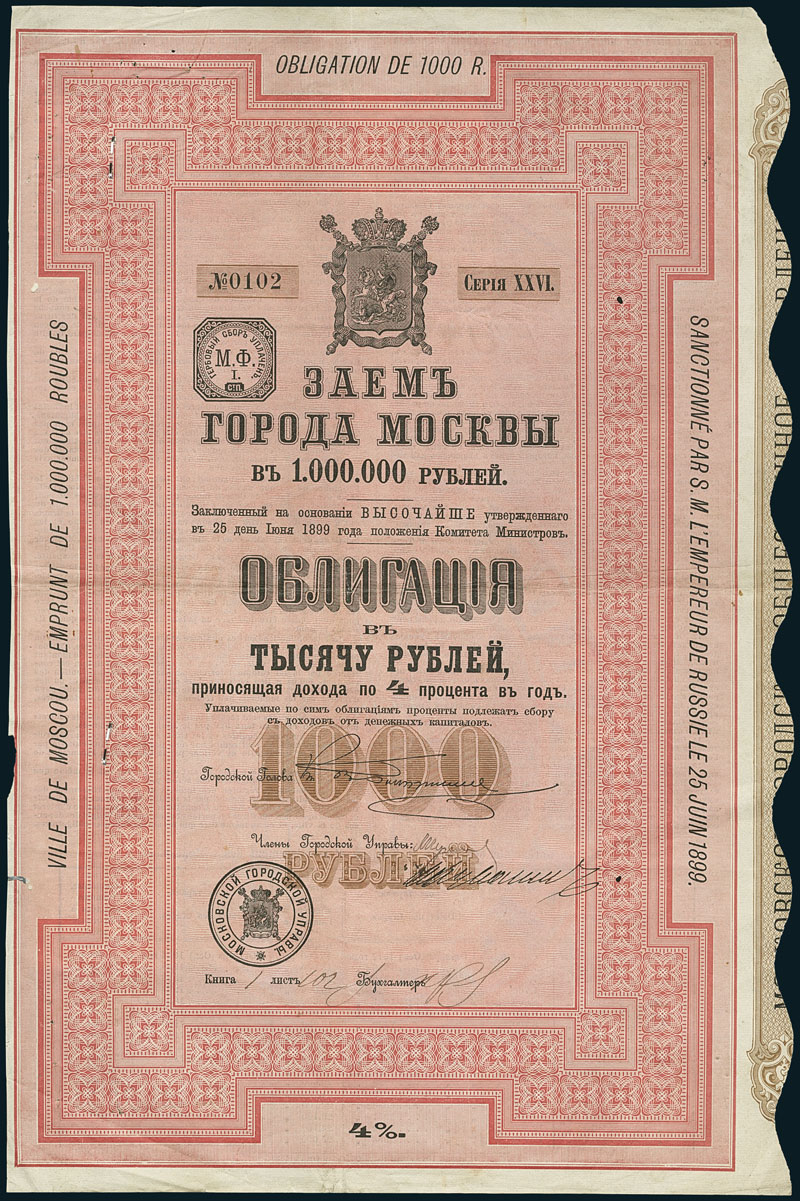 OBLIGATION DE 1000 R.
VILLE DE MOSCOU. — EMPRUNT DE 1.000.000 ROUBLES
SANCTIONNÉ PAR S. M. L'EMPEREUR DE RUSSIE LE 25 JUIN 1899.
№0102
Серія XXVI.
ГЕРБОВЫЙ СБОРЪ УПЛАЧЕНЪ
М.Ф.
I.
С:П.
ЗАЕМЪ
ГОРОДА МОСКВЫ
въ 1.000.000 рублей.
Заключенный на основаніи ВЫСОЧАЙШЕ утвержденнаго
въ 25 день Іюня 1899 года положенія Комитета Министровъ.
ОБЛИГАЦІЯ
въ
ТЫСЯЧУ РУБЛЕЙ,
приносящая дохода по 4 процента въ годъ.
Уплачиваемые по симъ облигаціямъ проценты подлежатъ сбору
съ доходовъ отъ денежныхъ капиталовъ.
1000
Городской Голова
Члены Городской Управы:
РУБЛЕЙ
МОСКОВСКОЙ ГОРОДСКОЙ УПРАВЫ
Книга 1 листъ 102 Бухгалтеръ
4%